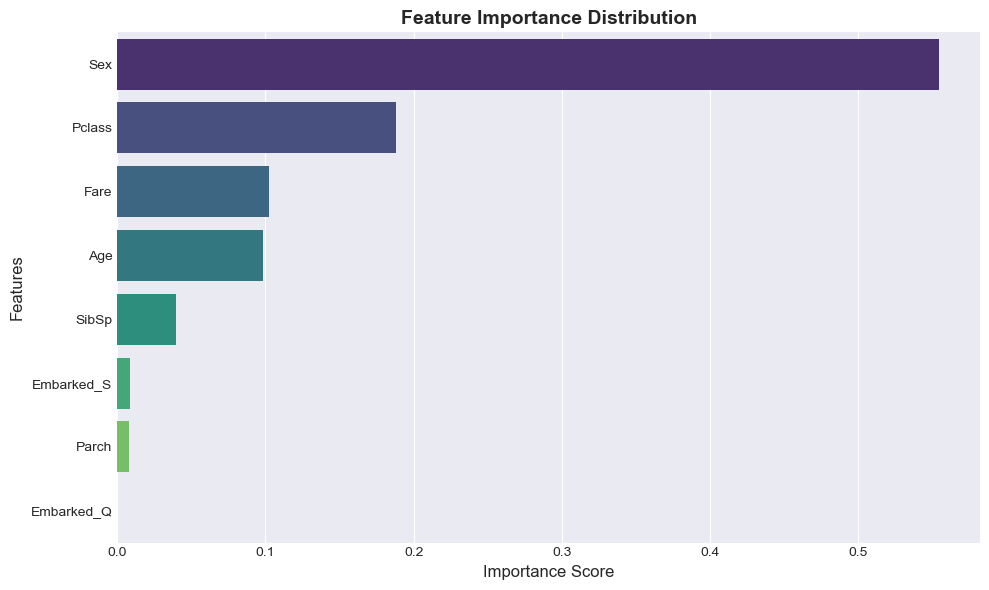 Feature Importance Distribution
Features
Sex
Pclass
Fare
Age
SibSp
Embarked_S
Parch
Embarked_Q
0.0 0.1 0.2 0.3 0.4 0.5
Importance Score